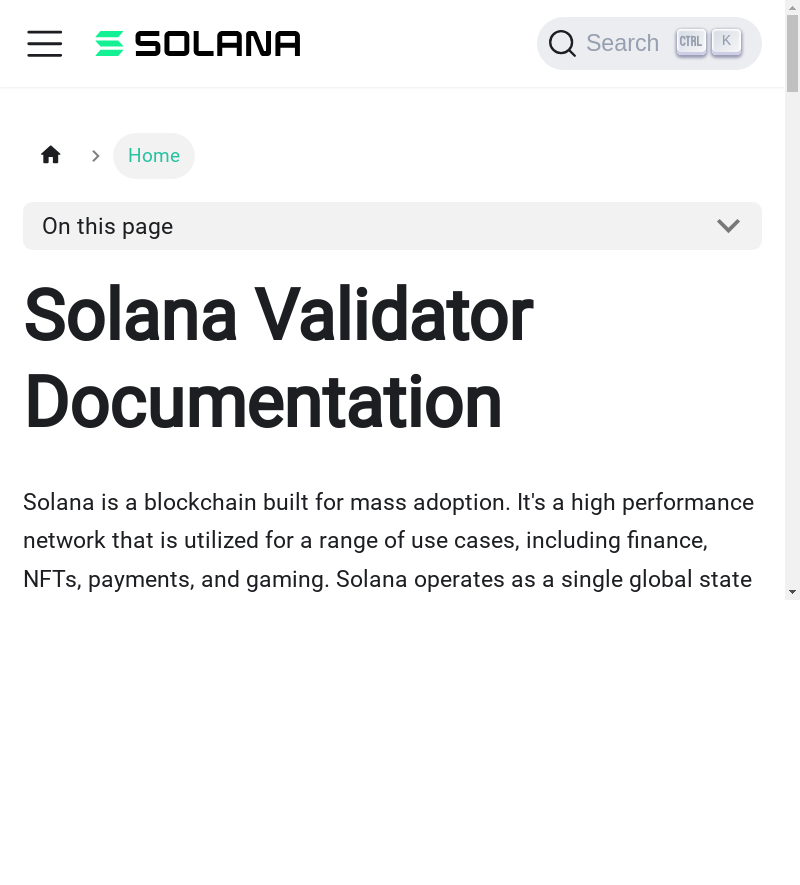 SOLANA
Search CTRL K
Home
On this page
Solana Validator
Documentation
Solana is a blockchain built for mass adoption. It's a high performance
network that is utilized for a range of use cases, including finance,
NFTs, payments, and gaming. Solana operates as a single global state